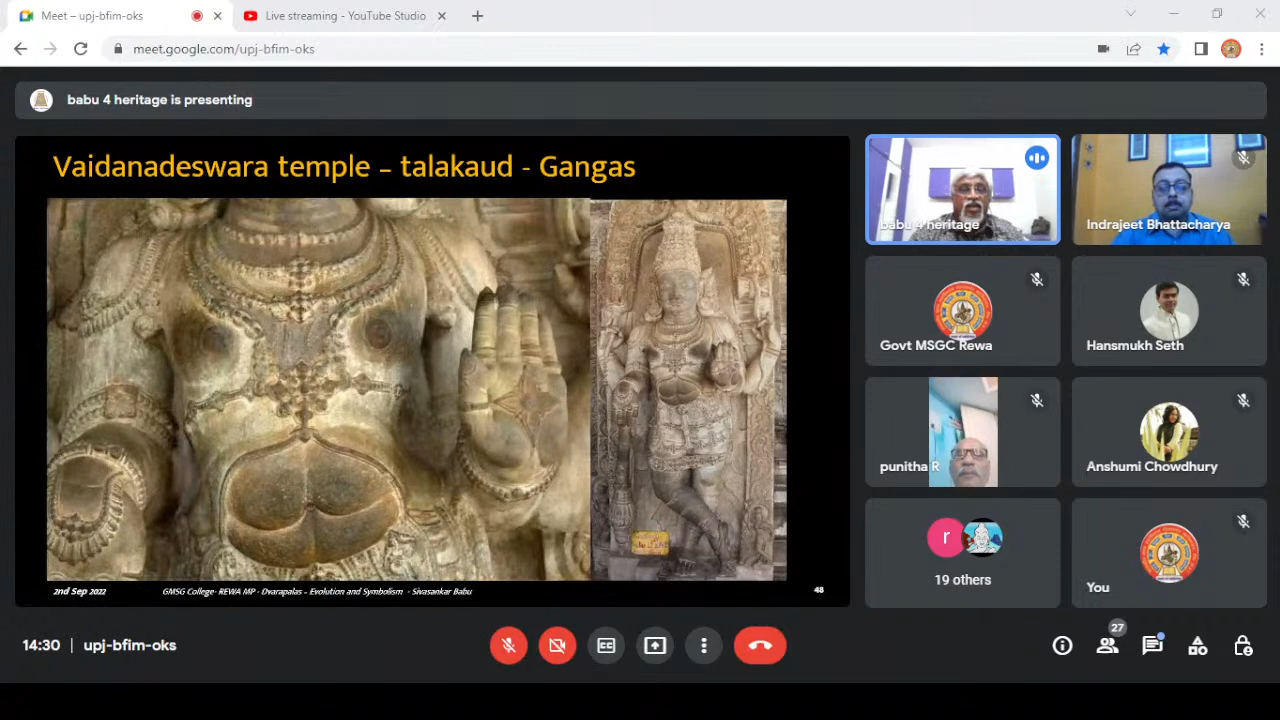 Meet – upj-bfim-oks
Live streaming - YouTube Studio
meet.google.com/upj-bfim-oks
babu 4 heritage is presenting
Vaidanadeswara temple – talakaud - Gangas
2nd Sep 2022
GMSG College- REWA MP - Dvarapalas – Evolution and Symbolism - Sivasankar Babu
48
babu 4 heritage
Indrajeet Bhattacharya
Govt MSGC Rewa
Hansmukh Seth
punitha R
Anshumi Chowdhury
r
19 others
You
14:30 | upj-bfim-oks
CC
27